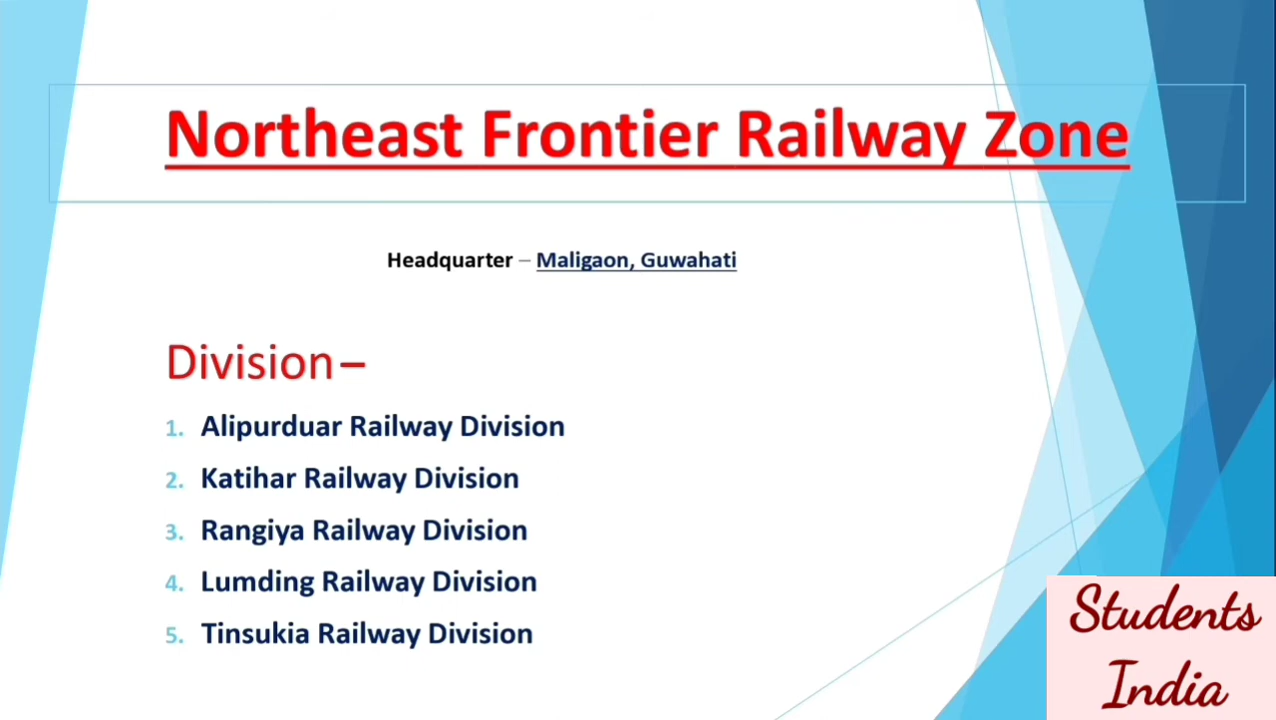 Northeast Frontier Railway Zone
Headquarter – Maligaon, Guwahati
Division –
1. Alipurduar Railway Division
2. Katihar Railway Division
3. Rangiya Railway Division
4. Lumding Railway Division
5. Tinsukia Railway Division
Students
India